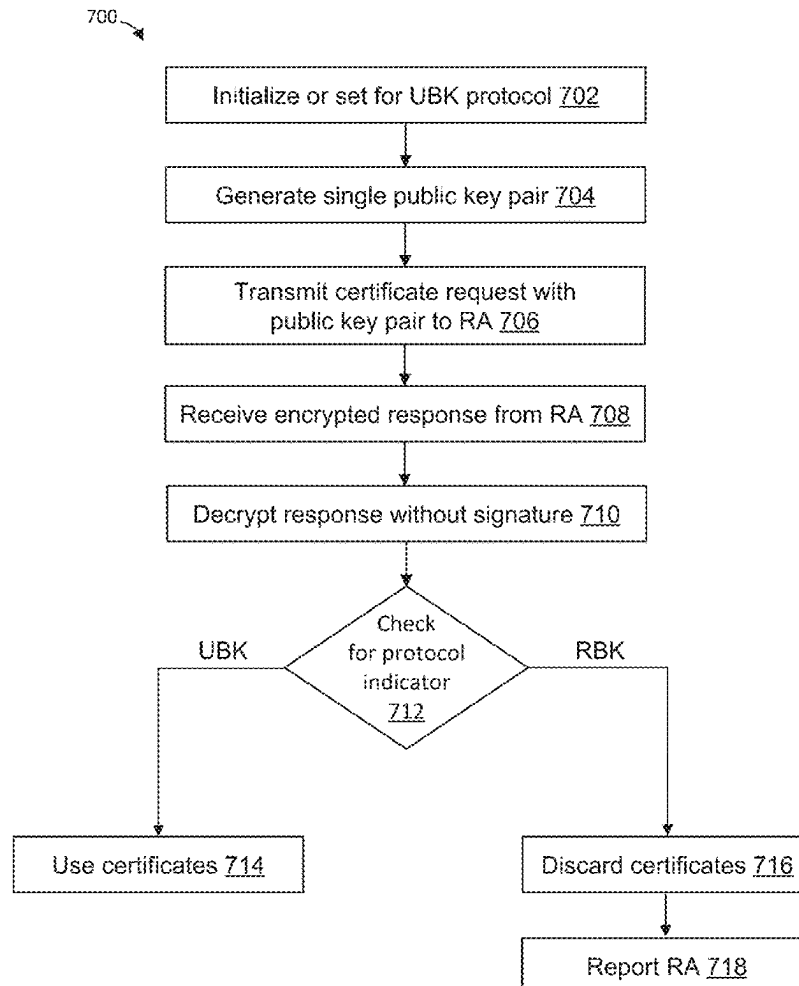 700
Initialize or set for UBK protocol 702
Generate single public key pair 704
Transmit certificate request with
public key pair to RA 706
Receive encrypted response from RA 708
Decrypt response without signature 710
Check
for protocol
indicator
712
UBK
RBK
Use certificates 714
Discard certificates 716
Report RA 718